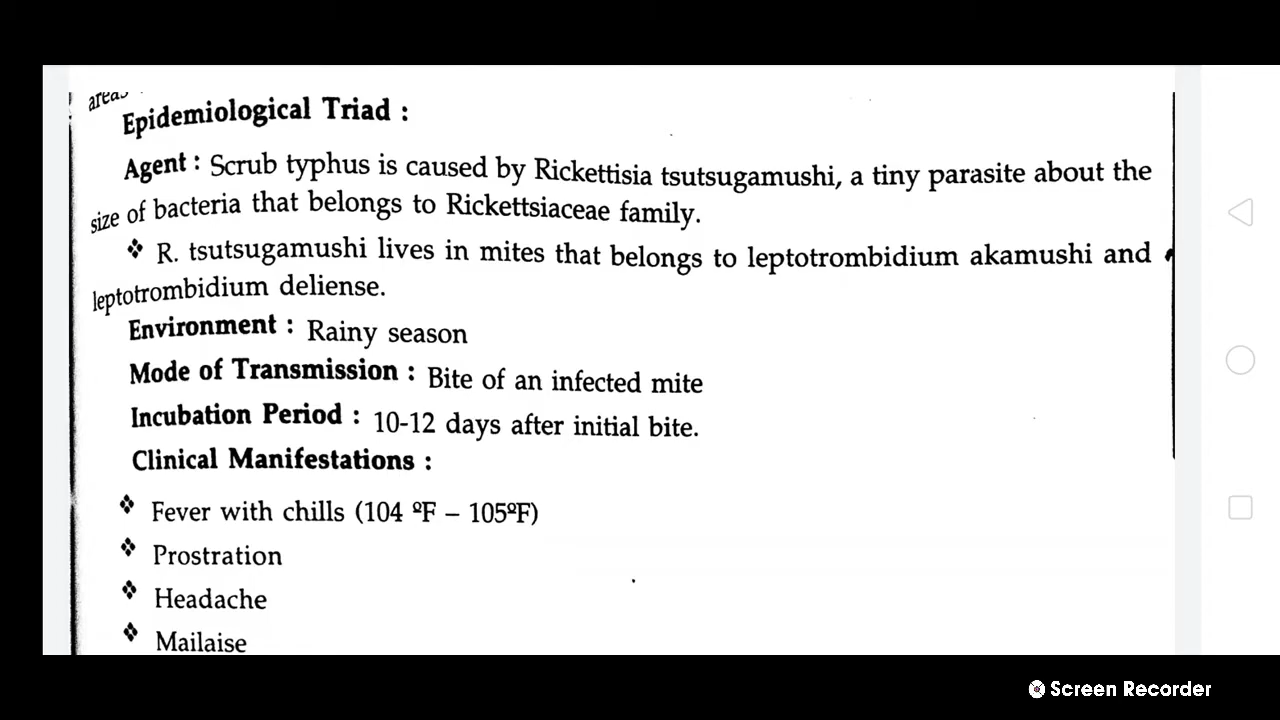 areas
Epidemiological Triad :
Agent : Scrub typhus is caused by Rickettisia tsutsugamushi, a tiny parasite about the
size of bacteria that belongs to Rickettsiaceae family.
❖ R. tsutsugamushi lives in mites that belongs to leptotrombidium akamushi and
leptotrombidium deliense.
Environment : Rainy season
Mode of Transmission : Bite of an infected mite
Incubation Period : 10-12 days after initial bite.
Clinical Manifestations :
❖ Fever with chills (104 ºF – 105ºF)
❖ Prostration
❖ Headache
❖ Mailaise
Screen Recorder